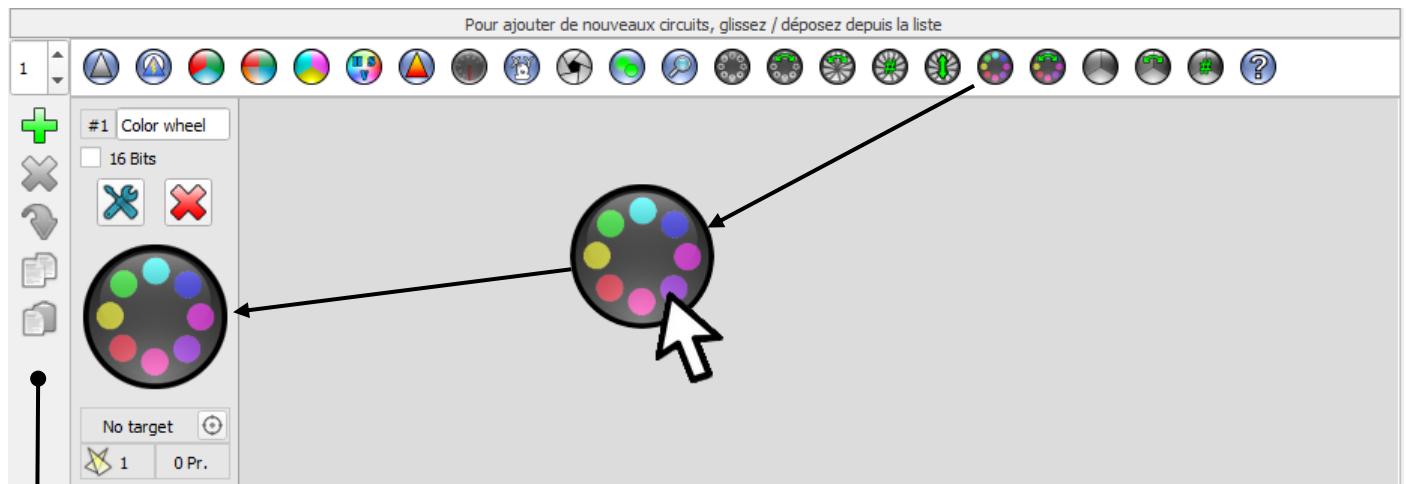 Pour ajouter de nouveaux circuits, glissez / déposez depuis la liste
1
H S
V
#
#
?
#1 Color wheel
16 Bits
No target
1 0 Pr.